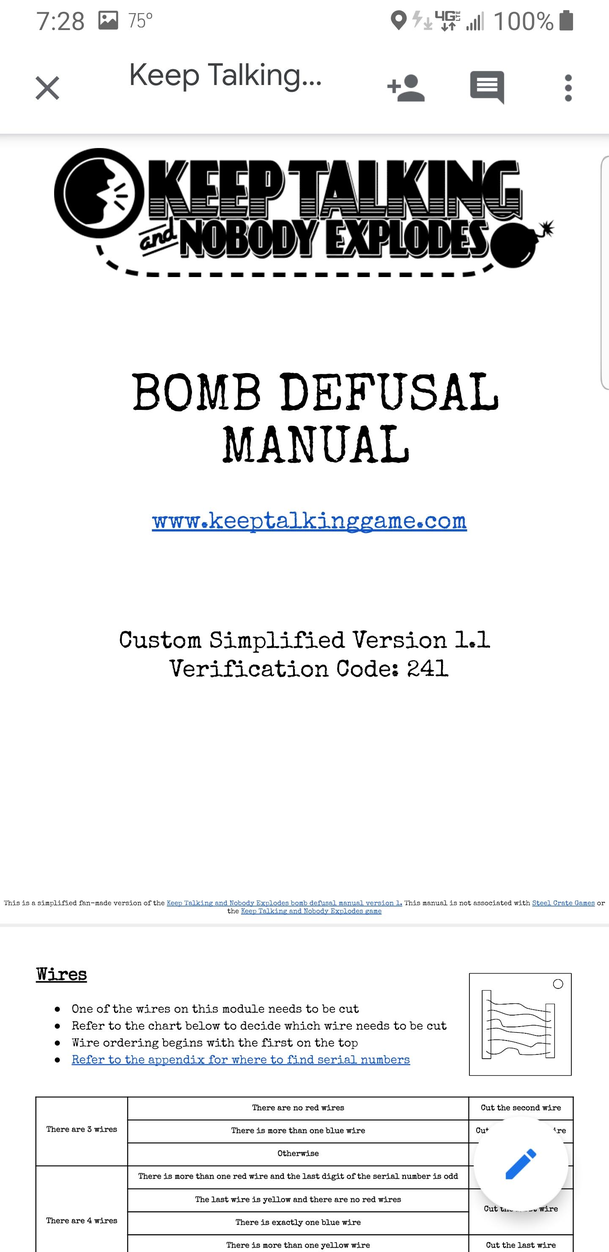 7:28 75° 4G LTE 100%
Keep Talking...
KEEP TALKING
and NOBODY EXPLODES
BOMB DEFUSAL
MANUAL
www.keeptalkinggame.com
Custom Simplified Version 1.1
Verification Code: 241
This is a simplified fan-made version of the Keep Talking and Nobody Explodes bomb defusal manual version 1. This manual is not associated with Steel Crate Games or
the Keep Talking and Nobody Explodes game
Wires
One of the wires on this module needs to be cut
Refer to the chart below to decide which wire needs to be cut
Wire ordering begins with the first on the top
Refer to the appendix for where to find serial numbers
There are 3 wires
There are no red wires
Cut the second wire
There is more than one blue wire
Otherwise
There are 4 wires
There is more than one red wire and the last digit of the serial number is odd
The last wire is yellow and there are no red wires
Cut wire
There is exactly one blue wire
There is more than one yellow wire
Cut the last wire